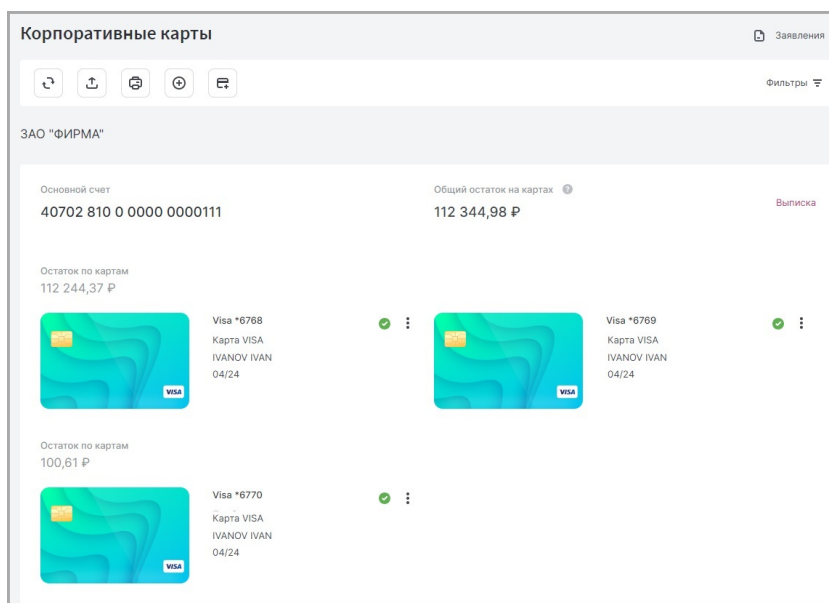 Корпоративные карты
Заявления
Фильтры
ЗАО "ФИРМА"
Основной счет
Общий остаток на картах ?
40702 810 0 0000 0000111
112 344,98 ₽
Выписка
Остаток по картам
112 244,37 ₽
Visa *6768
Карта VISA
IVANOV IVAN
04/24
VISA
Visa *6769
Карта VISA
IVANOV IVAN
04/24
VISA
Остаток по картам
100,61 ₽
Visa *6770
Карта VISA
IVANOV IVAN
04/24
VISA